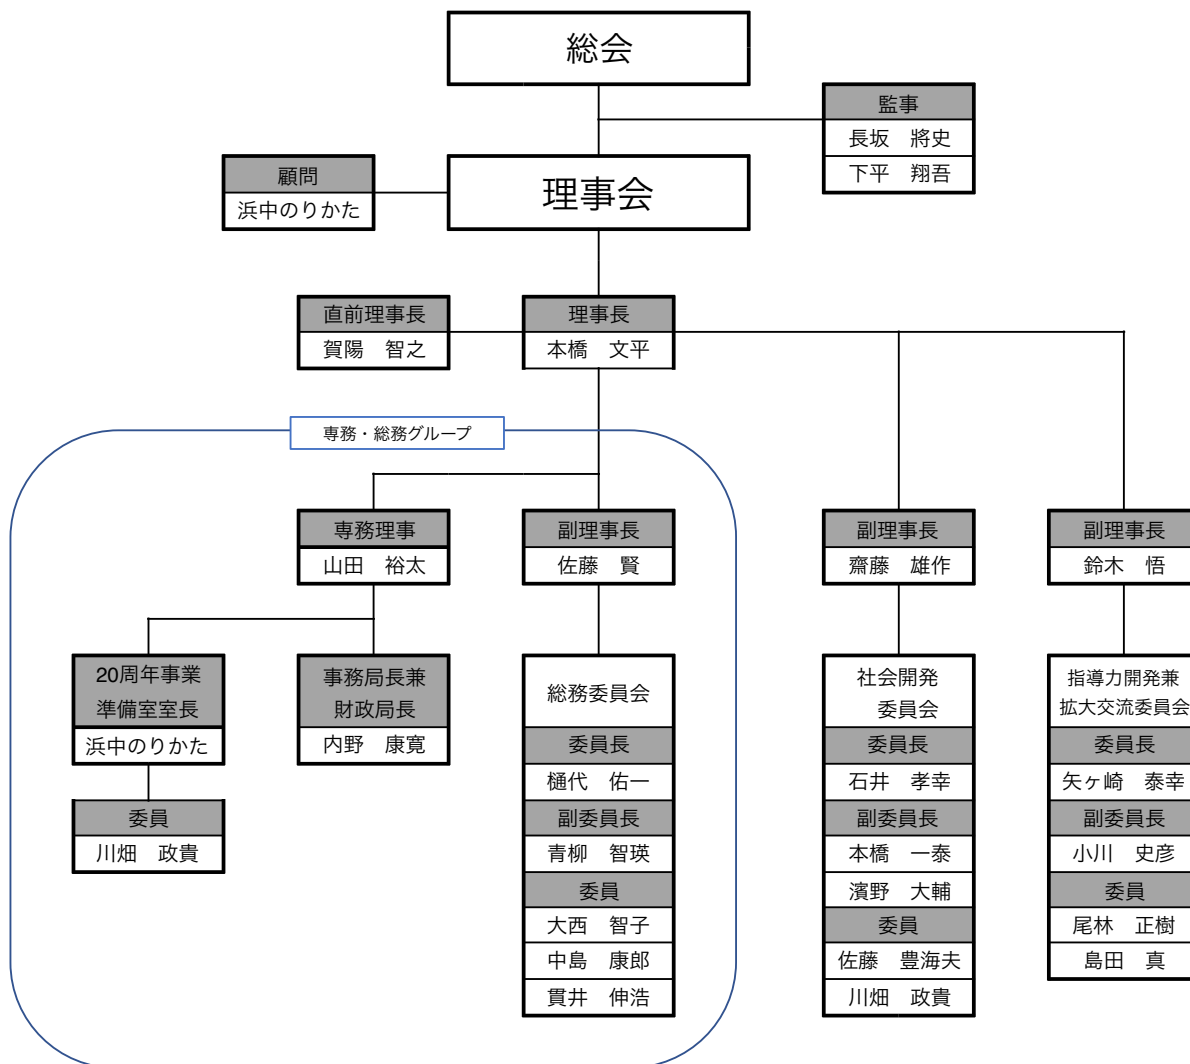 総会
監事
長坂　將史
下平　翔吾
顧問
浜中のりかた
理事会
直前理事長
賀陽　智之
理事長
本橋　文平
専務・総務グループ
専務理事
山田　裕太
副理事長
佐藤　賢
副理事長
齋藤　雄作
副理事長
鈴木　悟
20周年事業
準備室室長
浜中のりかた
委員
川畑　政貴
事務局長兼
財政局長
内野　康寛
総務委員会
委員長
樋代　佑一
副委員長
青柳　智瑛
委員
大西　智子
中島　康郎
貫井　伸浩
社会開発
委員会
委員長
石井　孝幸
副委員長
本橋　一泰
濱野　大輔
委員
佐藤　豊海夫
川畑　政貴
指導力開発兼
拡大交流委員会
委員長
矢ヶ崎　泰幸
副委員長
小川　史彦
委員
尾林　正樹
島田　真